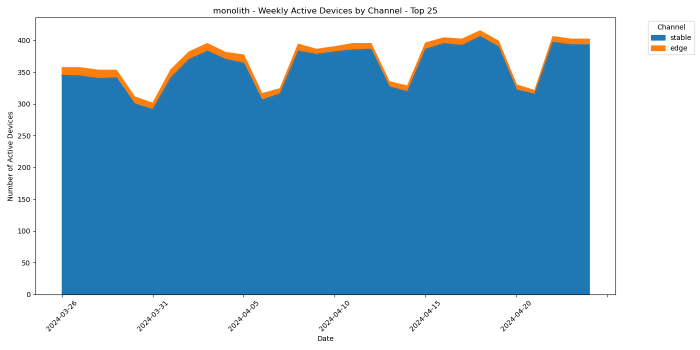 monolith - Weekly Active Devices by Channel - Top 25
Channel
stable
edge
Number of Active Devices
400
350
300
250
200
150
100
50
0
2024-03-26
2024-03-31
2024-04-05
2024-04-10
2024-04-15
2024-04-20
Date